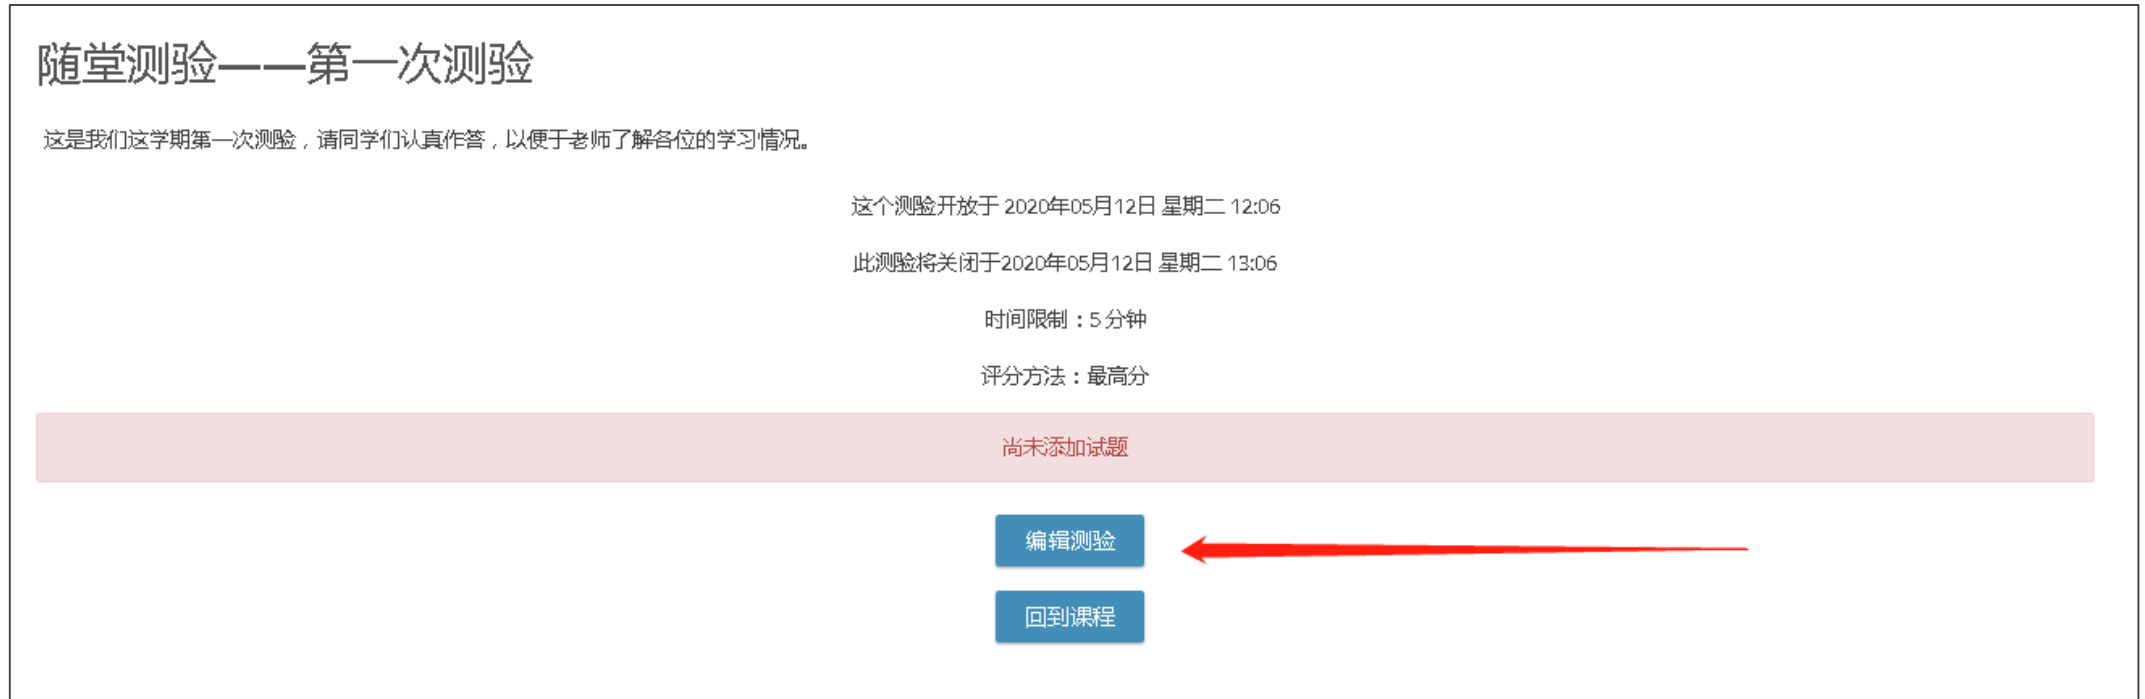 随堂测验——第一次测验
这是我们这学期第一次测验，请同学们认真作答，以便于老师了解各位的学习情况。
这个测验开放于 2020年05月12日 星期二 12:06
此测验将关闭于2020年05月12日 星期二 13:06
时间限制：5 分钟
评分方法：最高分
尚未添加试题
编辑测验
回到课程